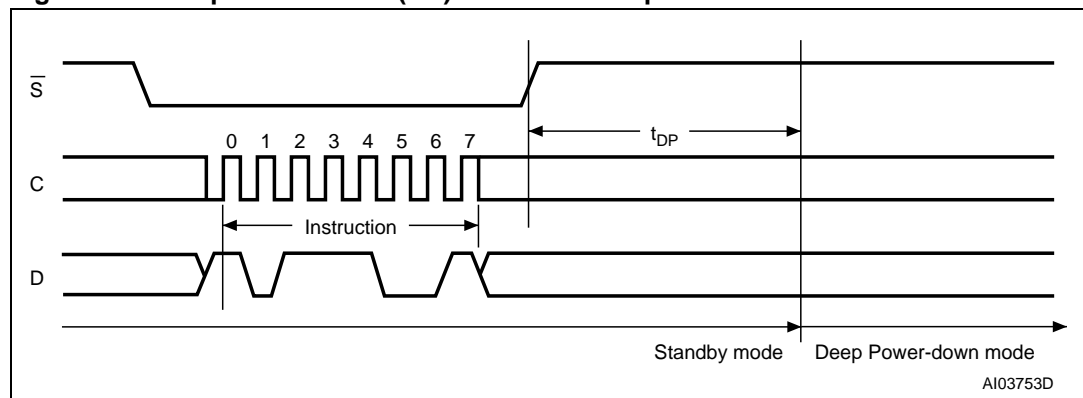 S
0 1 2 3 4 5 6 7
tDP
C
Instruction
D
Standby mode Deep Power-down mode
AI03753D